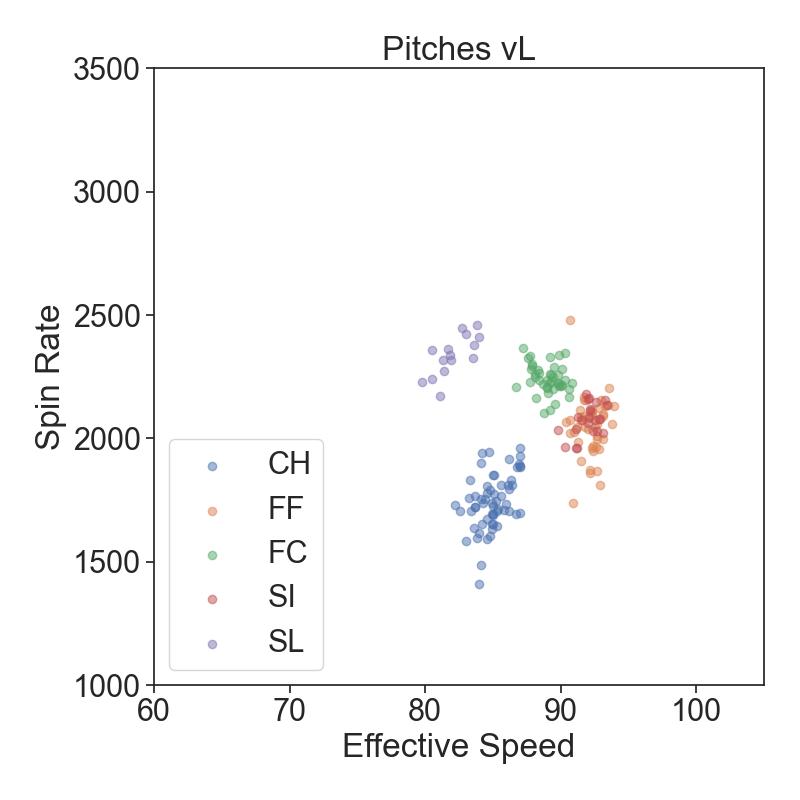 Pitches vL
3500
3000
2500
2000
1500
1000
Spin Rate
CH
FF
FC
SI
SL
60 70 80 90 100
Effective Speed